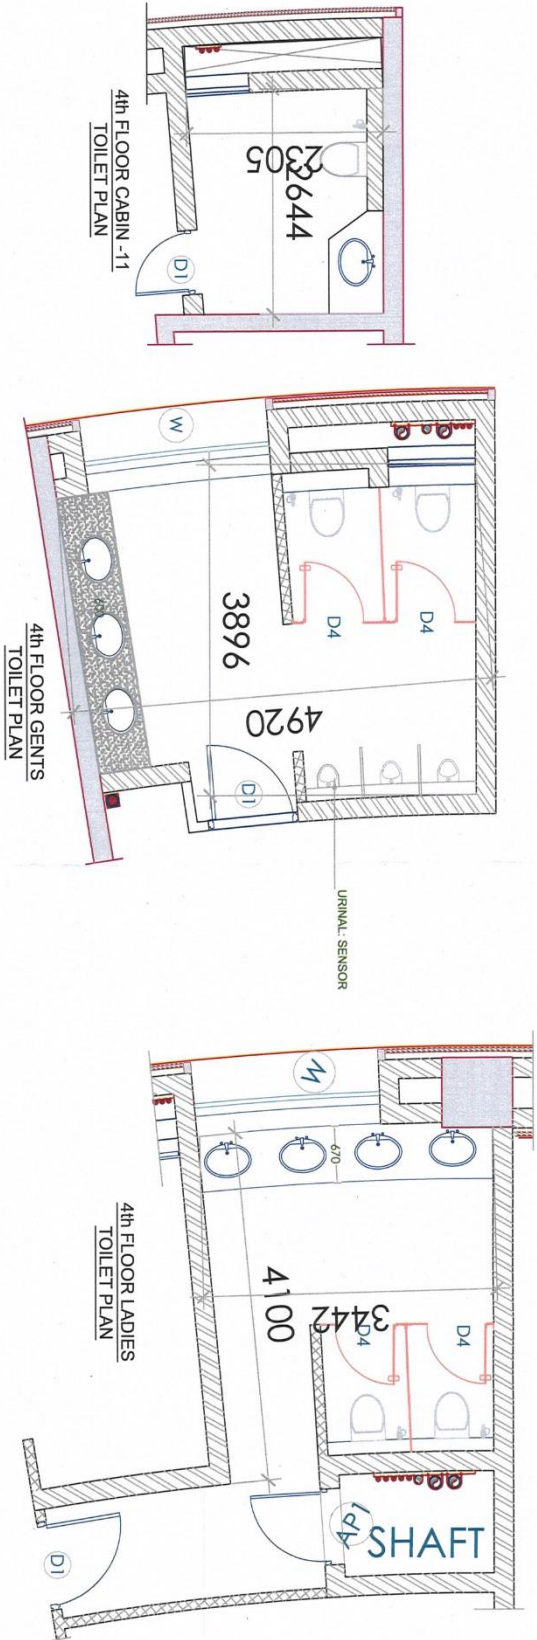 2305
2644
D1
4th FLOOR CABIN -11
TOILET PLAN
W
3896
4920
D4
D4
D1
URINAL: SENSOR
4th FLOOR GENTS
TOILET PLAN
W
670
4100
3442
D4
D4
AP1
SHAFT
D1
4th FLOOR LADIES
TOILET PLAN